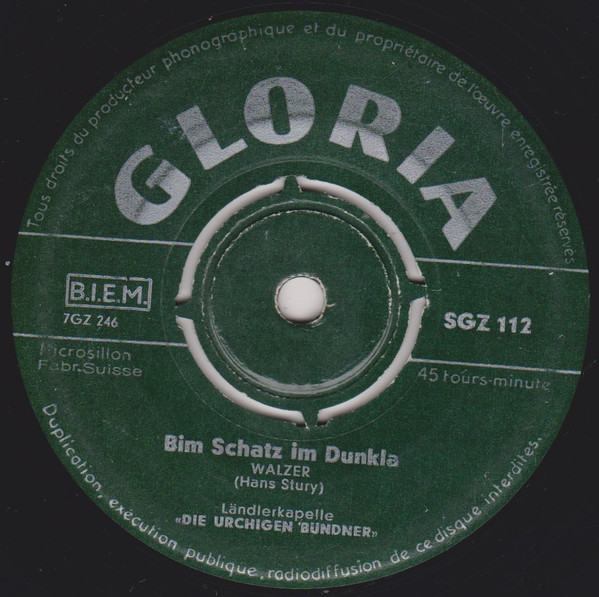 Tous droits du producteur phonographique et du propriétaire de l'œuvre enregistrée réservés
GLORIA
B.I.E.M.
7GZ 246
SGZ 112
Microsillon
Fabr. Suisse
45 tours-minute
Bim Schatz im Dunkla
WALZER
(Hans Stury)
Ländlerkapelle
«DIE URCHIGEN BÜNDNER»
Duplication, exécution publique, radiodiffusion de ce disque interdites.